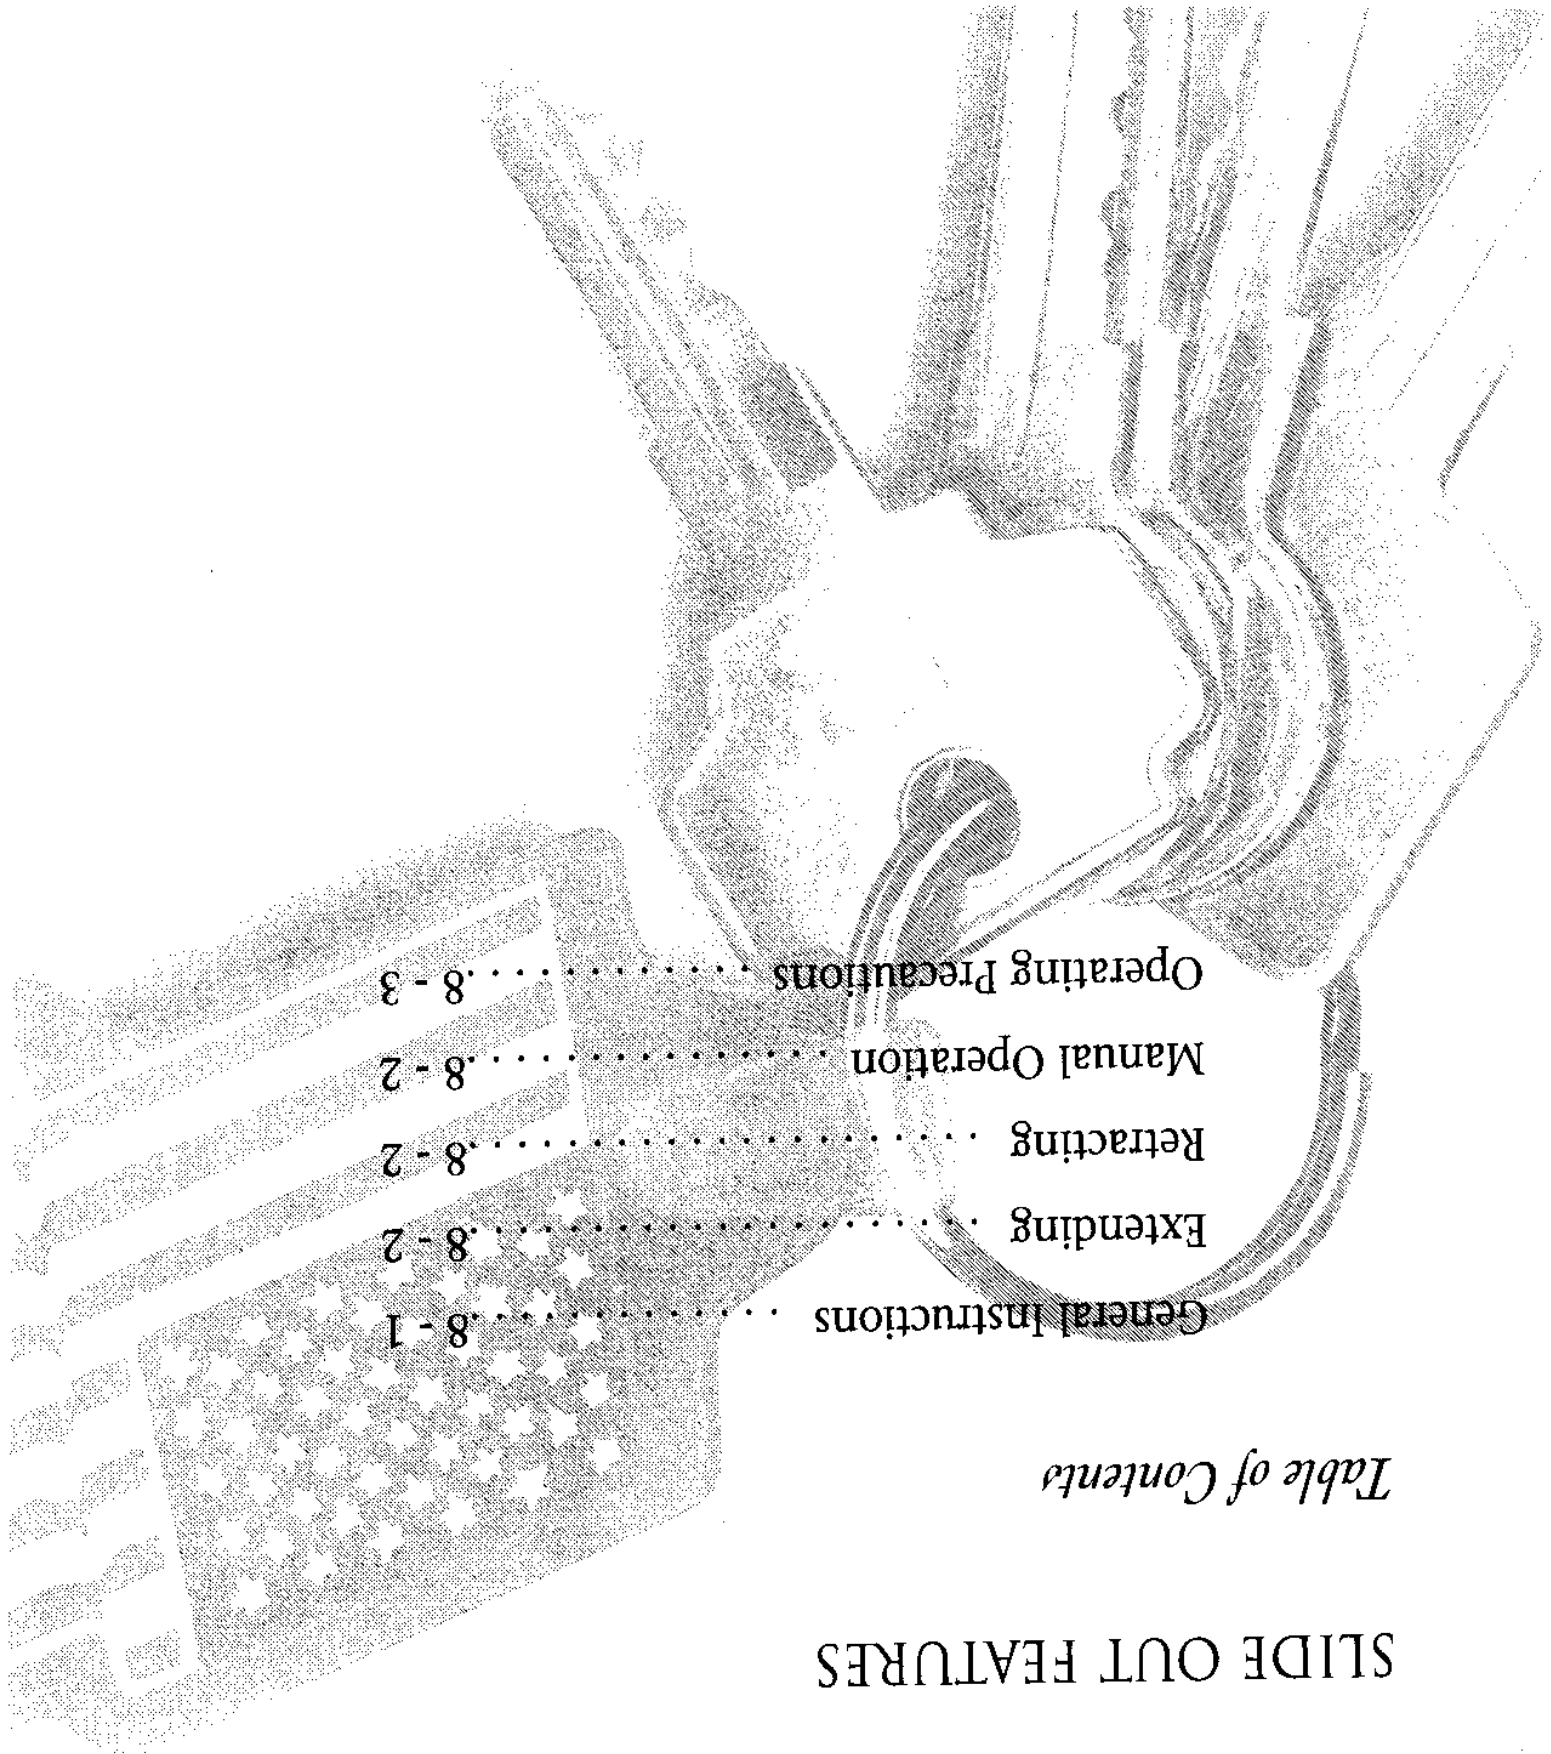 SLIDE OUT FEATURES
Table of Contents
General Instructions . . . . . . . . . . . . 8 - 1
Extending . . . . . . . . . . . . . . . . . . . . 8 - 2
Retracting . . . . . . . . . . . . . . . . . . . . 8 - 2
Manual Operation . . . . . . . . . . . . . . 8 - 2
Operating Precautions . . . . . . . . . . . 8 - 3